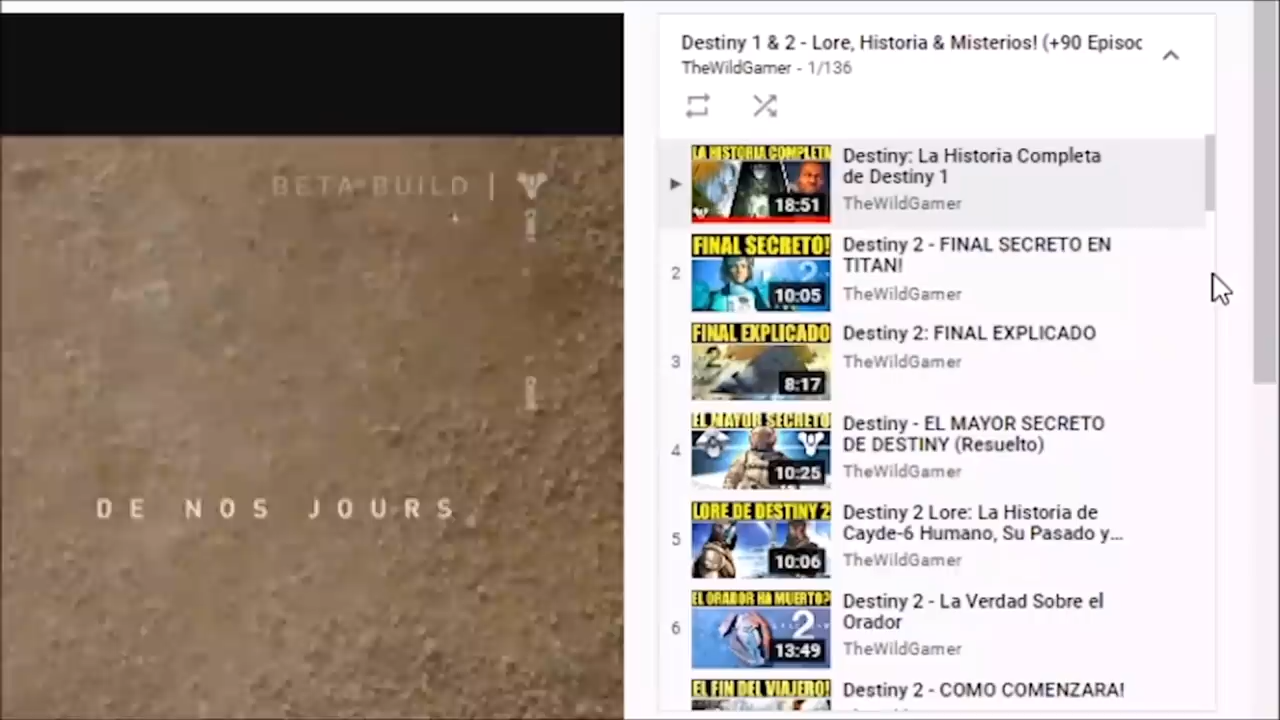 BETA BUILD |
DE NOS JOURS
Destiny 1 & 2 - Lore, Historia & Misterios! (+90 Episoc
TheWildGamer - 1/136
LA HISTORIA COMPLETA
18:51
Destiny: La Historia Completa
de Destiny 1
TheWildGamer
2
FINAL SECRETO!
2
10:05
Destiny 2 - FINAL SECRETO EN
TITAN!
TheWildGamer
3
FINAL EXPLICADO
2
8:17
Destiny 2: FINAL EXPLICADO
TheWildGamer
4
EL MAYOR SECRETO
10:25
Destiny - EL MAYOR SECRETO
DE DESTINY (Resuelto)
TheWildGamer
5
LORE DE DESTINY 2
10:06
Destiny 2 Lore: La Historia de
Cayde-6 Humano, Su Pasado y...
TheWildGamer
6
EL ORADOR HA MUERTO?
2
13:49
Destiny 2 - La Verdad Sobre el
Orador
TheWildGamer
EL FIN DEL VIAJERO!
Destiny 2 - COMO COMENZARA!